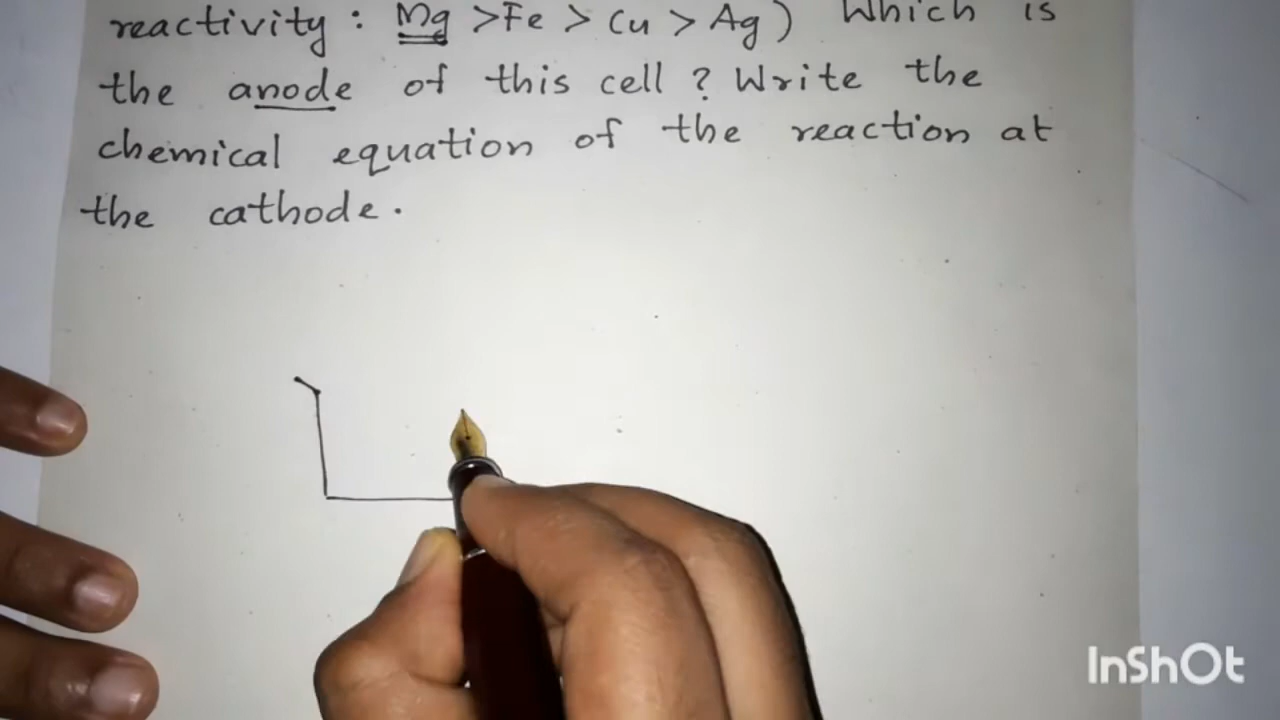 reactivity : Mg > Fe > Cu > Ag) Which is
the anode of this cell ? Write the
chemical equation of the reaction at
the cathode.
InShOt